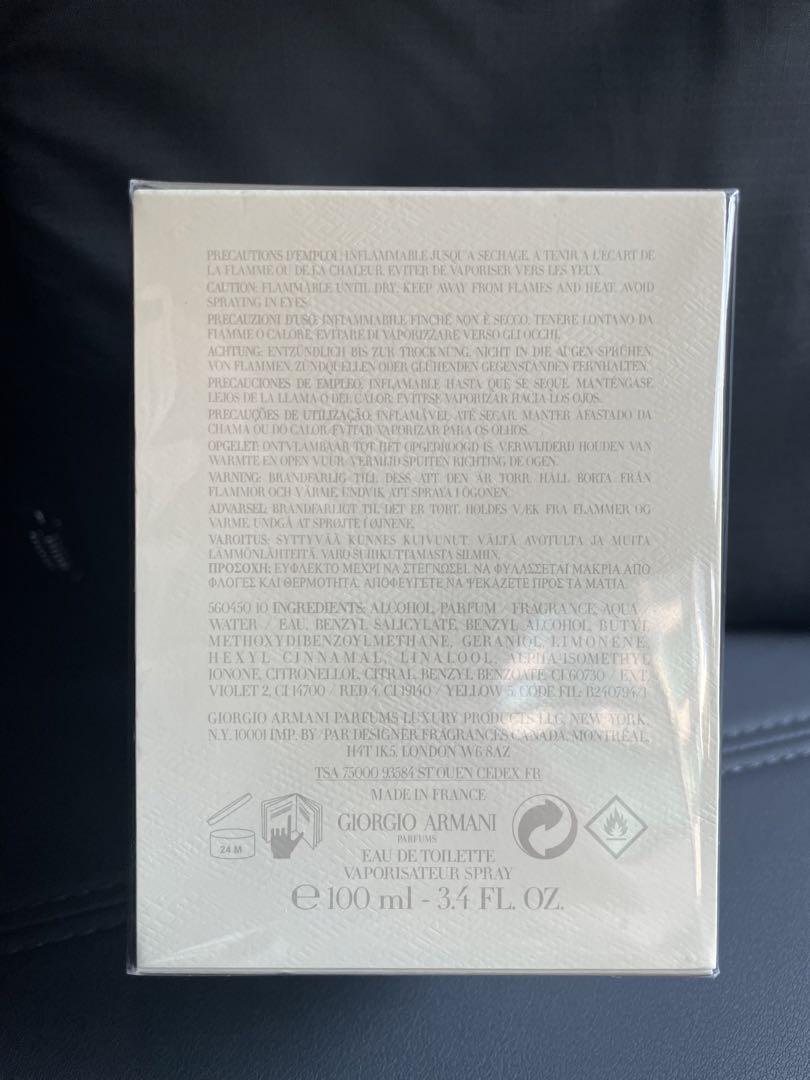 PRECAUTIONS D'EMPLOI: INFLAMMABLE JUSQU'A SECHAGE, A TENIR A L'ECART DE
LA FLAMME OU DE LA CHALEUR. EVITER DE VAPORISER VERS LES YEUX.
CAUTION: FLAMMABLE UNTIL DRY, KEEP AWAY FROM FLAMES AND HEAT. AVOID
SPRAYING IN EYES
PRECAUZIONI D'USO: INFIAMMABILE FINCHÉ NON È SECCO. TENERE LONTANO DA
FIAMME O CALORE. EVITARE DI VAPORIZZARE VERSO GLI OCCHI.
ACHTUNG: ENTZÜNDLICH BIS ZUR TROCKNUNG. NICHT IN DIE AUGEN SPRÜHEN.
VON FLAMMEN, ZÜNDQUELLEN ODER GLÜHENDEN GEGENSTÄNDEN FERNHALTEN
PRECAUCIONES DE EMPLEO: INFLAMABLE HASTA QUE SE SEQUE. MANTÉNGASE
LEJOS DE LA LLAMA O DEL CALOR. EVITESE VAPORIZAR HACIA LOS OJOS.
PRECAUÇÕES DE UTILIZAÇÃO: INFLAMÁVEL ATÉ SECAR. MANTER AFASTADO DA
CHAMA OU DO CALOR. EVITAR VAPORIZAR PARA OS OLHOS.
OPGELET: ONTVLAMBAAR TOT HET OPGEDROOGD IS. VERWIJDERD HOUDEN VAN
WARMTE EN OPEN VUUR. VERMIJD SPUITEN RICHTING DE OGEN.
VARNING: BRANDFARLIG TILL DESS ATT DEN ÄR TORR. HÅLL BORTA FRÅN
FLAMMOR OCH VÄRME. UNDVIK ATT SPRAYA I ÖGONEN.
ADVARSEL: BRANDFARLIGT TIL DET ER TØRT. HOLDES VÆK FRA FLAMMER OG
VARME. UNDGÅ AT SPRØJTE I ØJNENE.
VAROITUS: SYTTYVÄÄ KUNNES KUIVUNUT. VÄLTÄ AVOTULTA JA MUITA
LÄMMÖNLÄHTEITÄ. VARO SUIHKUTTAMASTA SILMIIN.
ΠΡΟΣΟΧΗ: ΕΥΦΛΕΚΤΟ ΜΕΧΡΙ ΝΑ ΣΤΕΓΝΩΣΕΙ. ΝΑ ΦΥΛΑΣΣΕΤΑΙ ΜΑΚΡΙΑ ΑΠΟ
ΦΛΟΓΕΣ ΚΑΙ ΘΕΡΜΟΤΗΤΑ. ΑΠΟΦΕΥΓΕΤΕ ΝΑ ΨΕΚΑΖΕΤΕ ΠΡΟΣ ΤΑ ΜΑΤΙΑ.
560450 10 INGREDIENTS: ALCOHOL, PARFUM / FRAGRANCE, AQUA /
WATER / EAU, BENZYL SALICYLATE, BENZYL ALCOHOL, BUTYL
METHOXYDIBENZOYLMETHANE, GERANIOL, LIMONENE,
HEXYL CINNAMAL, LINALOOL, ALPHA-ISOMETHYL
IONONE, CITRONELLOL, CITRAL, BENZYL BENZOATE, CI 60730 / EXT.
VIOLET 2, CI 14700 / RED 4, CI 19140 / YELLOW 5. CODE FIL: B240794/1
GIORGIO ARMANI PARFUMS LUXURY PRODUCTS LLC, NEW YORK,
N.Y. 10001 IMP. BY / PAR DESIGNER FRAGRANCES CANADA, MONTRÉAL,
H4T 1K5, LONDON W6 8AZ
TSA 75000 93584 ST OUEN CEDEX FR
MADE IN FRANCE
24 M
GIORGIO ARMANI
PARFUMS
EAU DE TOILETTE
VAPORISATEUR SPRAY
℮ 100 ml - 3.4 FL. OZ.